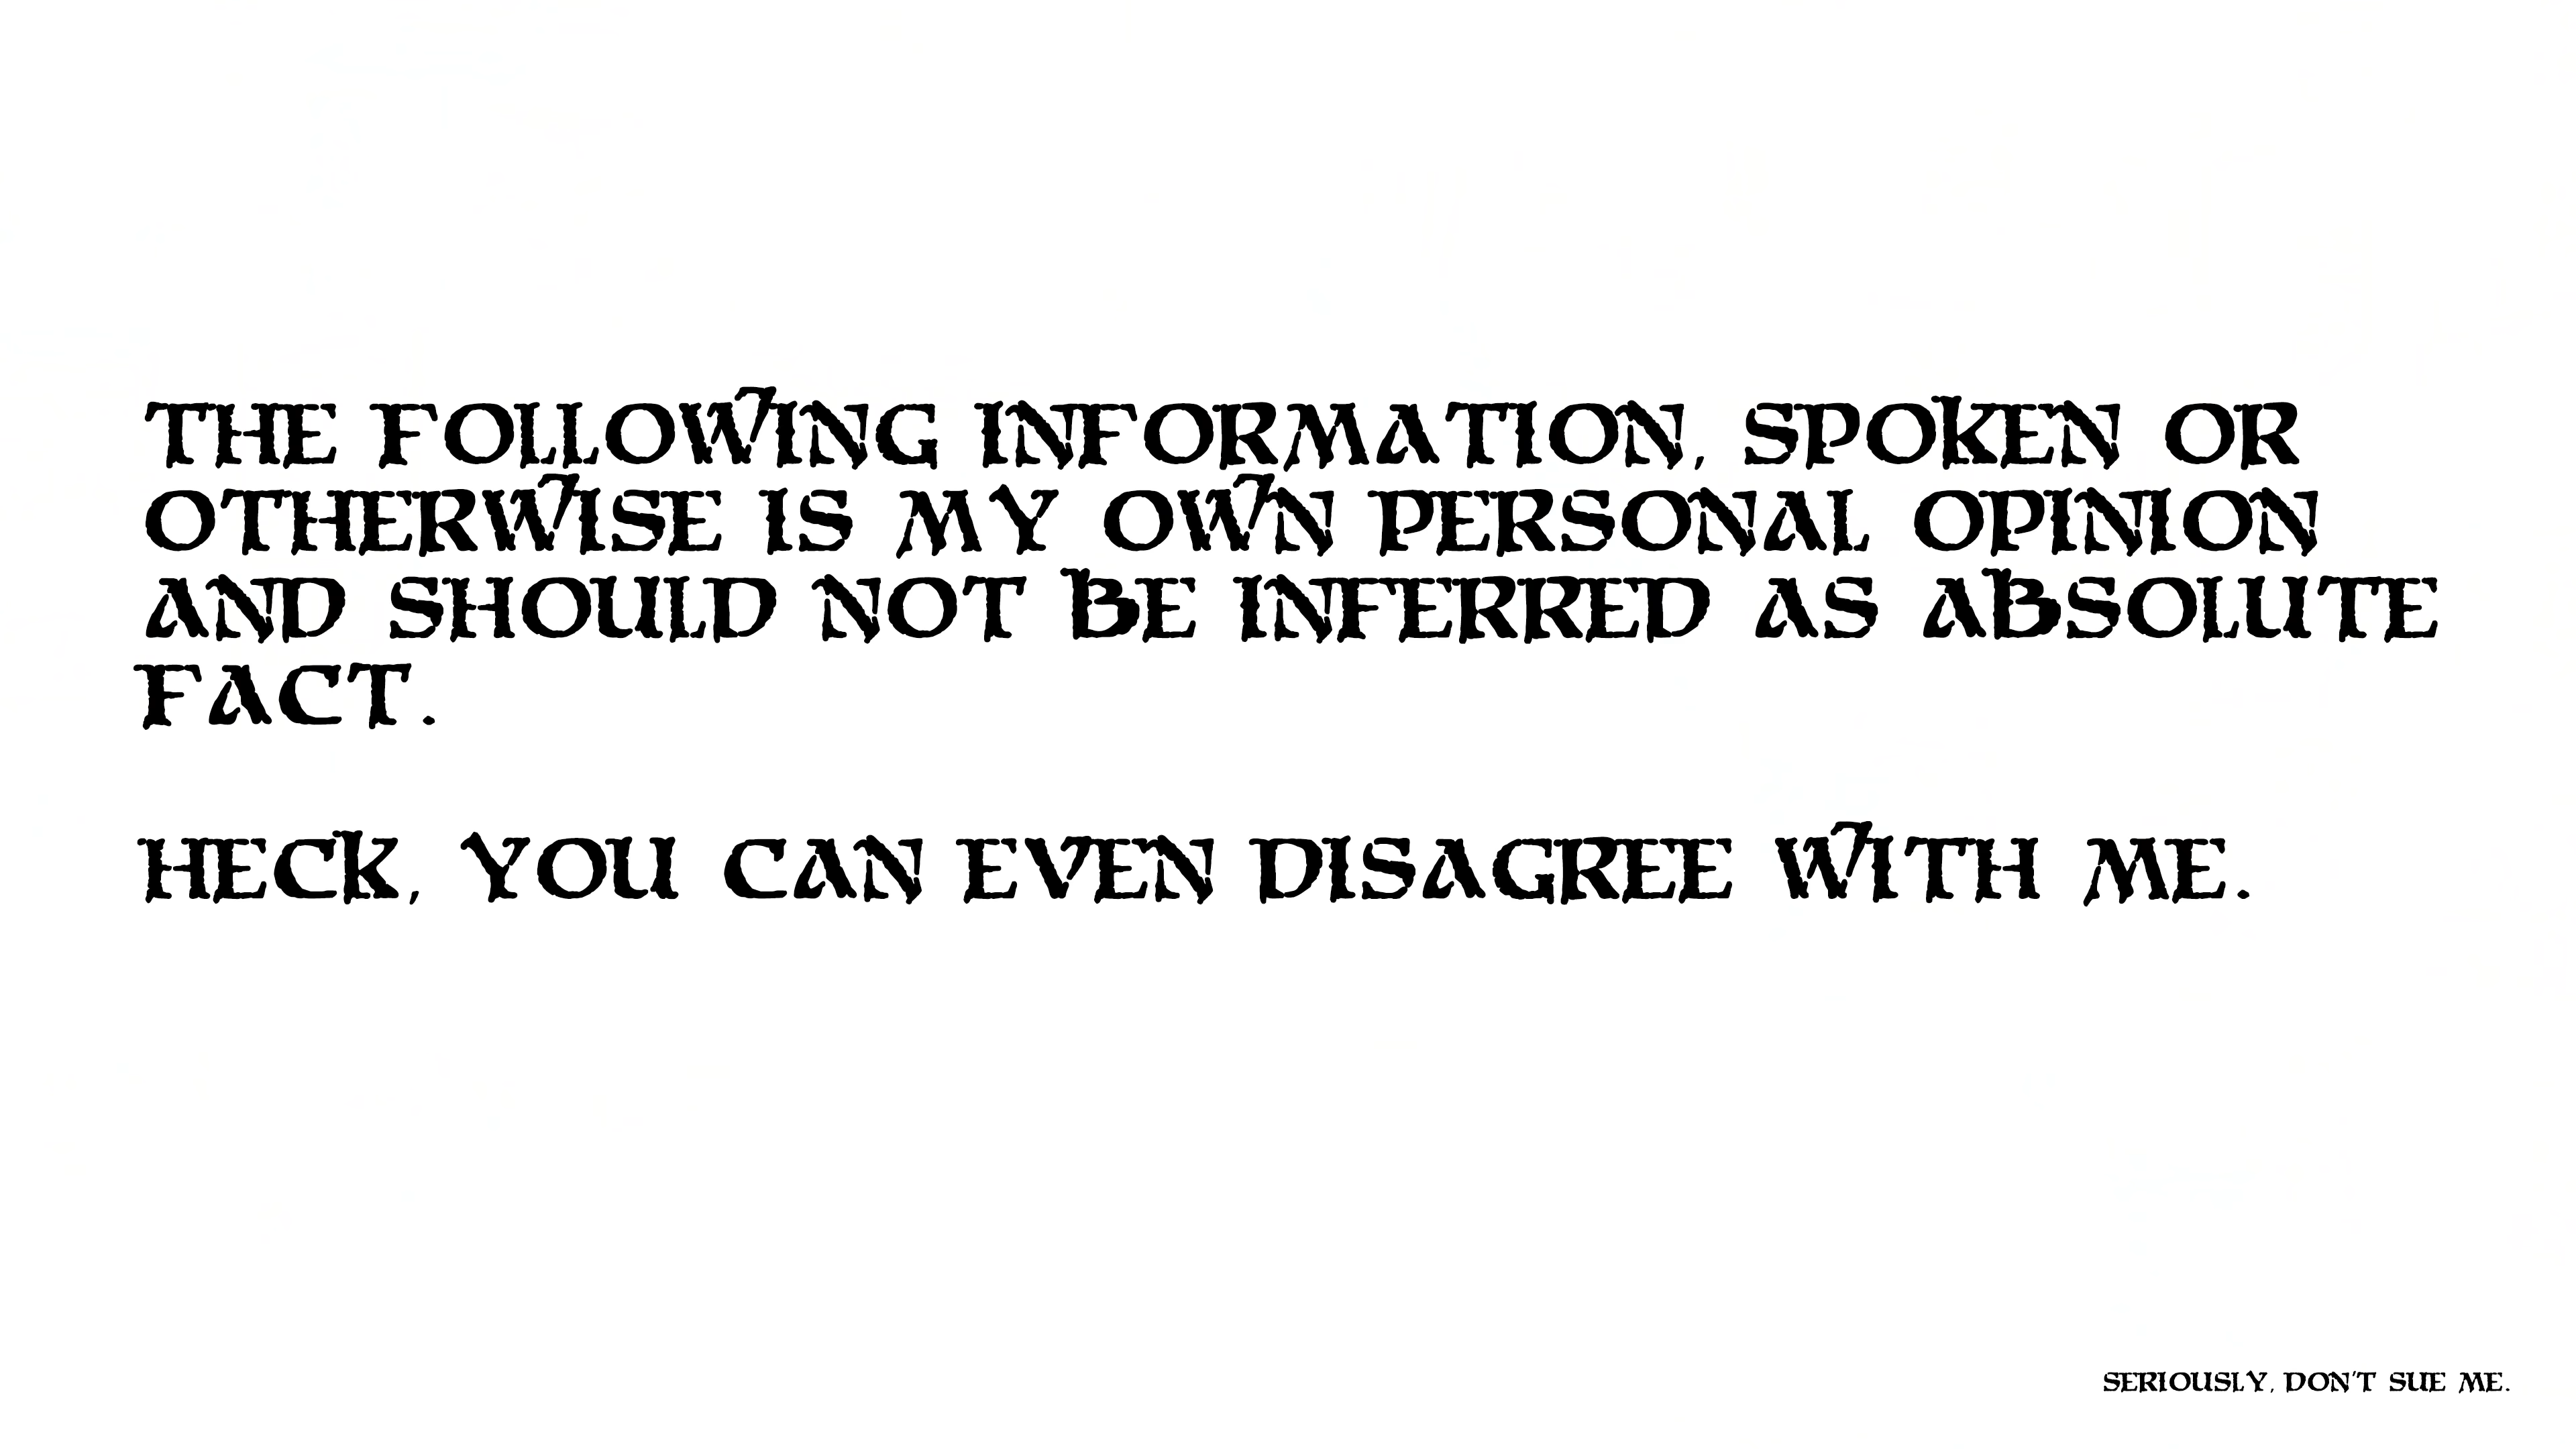 THE FOLLOWING INFORMATION, SPOKEN OR
OTHERWISE IS MY OWN PERSONAL OPINION
AND SHOULD NOT BE INFERRED AS ABSOLUTE
FACT.
HECK, YOU CAN EVEN DISAGREE WITH ME.
SERIOUSLY, DON'T SUE ME.